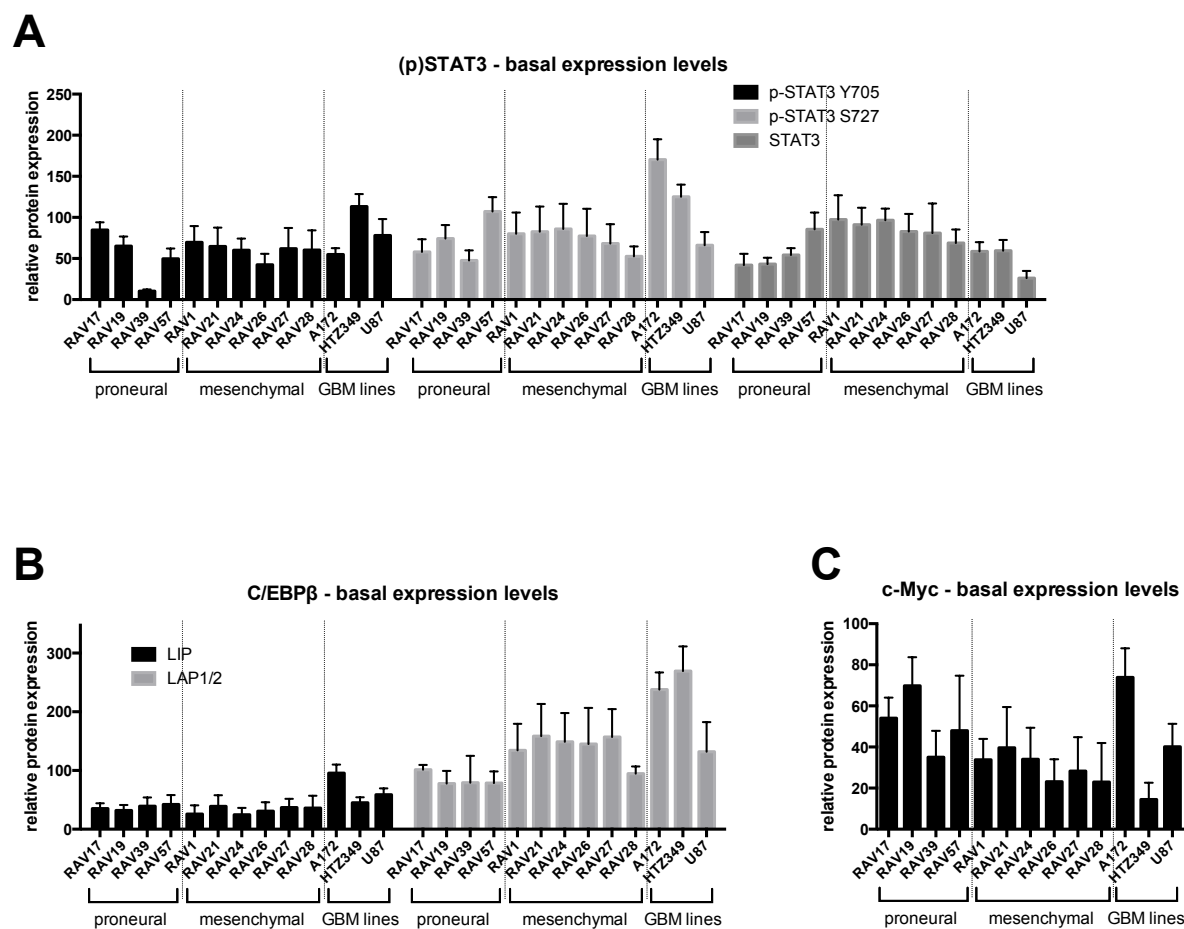 A
(p)STAT3 - basal expression levels
p-STAT3 Y705
p-STAT3 S727
STAT3
relative protein expression
250
200
150
100
50
0
RAV17 RAV19 RAV39 RAV57 RAV1 RAV21 RAV24 RAV26 RAV27 RAV28 A172 HTZ349 U87 RAV17 RAV19 RAV39 RAV57 RAV1 RAV21 RAV24 RAV26 RAV27 RAV28 A172 HTZ349 U87 RAV17 RAV19 RAV39 RAV57 RAV1 RAV21 RAV24 RAV26 RAV27 RAV28 A172 HTZ349 U87
proneural mesenchymal GBM lines proneural mesenchymal GBM lines proneural mesenchymal GBM lines
B
C/EBPβ - basal expression levels
LIP
LAP1/2
relative protein expression
300
200
100
0
RAV17 RAV19 RAV39 RAV57 RAV1 RAV21 RAV24 RAV26 RAV27 RAV28 A172 HTZ349 U87 RAV17 RAV19 RAV39 RAV57 RAV1 RAV21 RAV24 RAV26 RAV27 RAV28 A172 HTZ349 U87
proneural mesenchymal GBM lines proneural mesenchymal GBM lines
C
c-Myc - basal expression levels
relative protein expression
100
80
60
40
20
0
RAV17 RAV19 RAV39 RAV57 RAV1 RAV21 RAV24 RAV26 RAV27 RAV28 A172 HTZ349 U87
proneural mesenchymal GBM lines